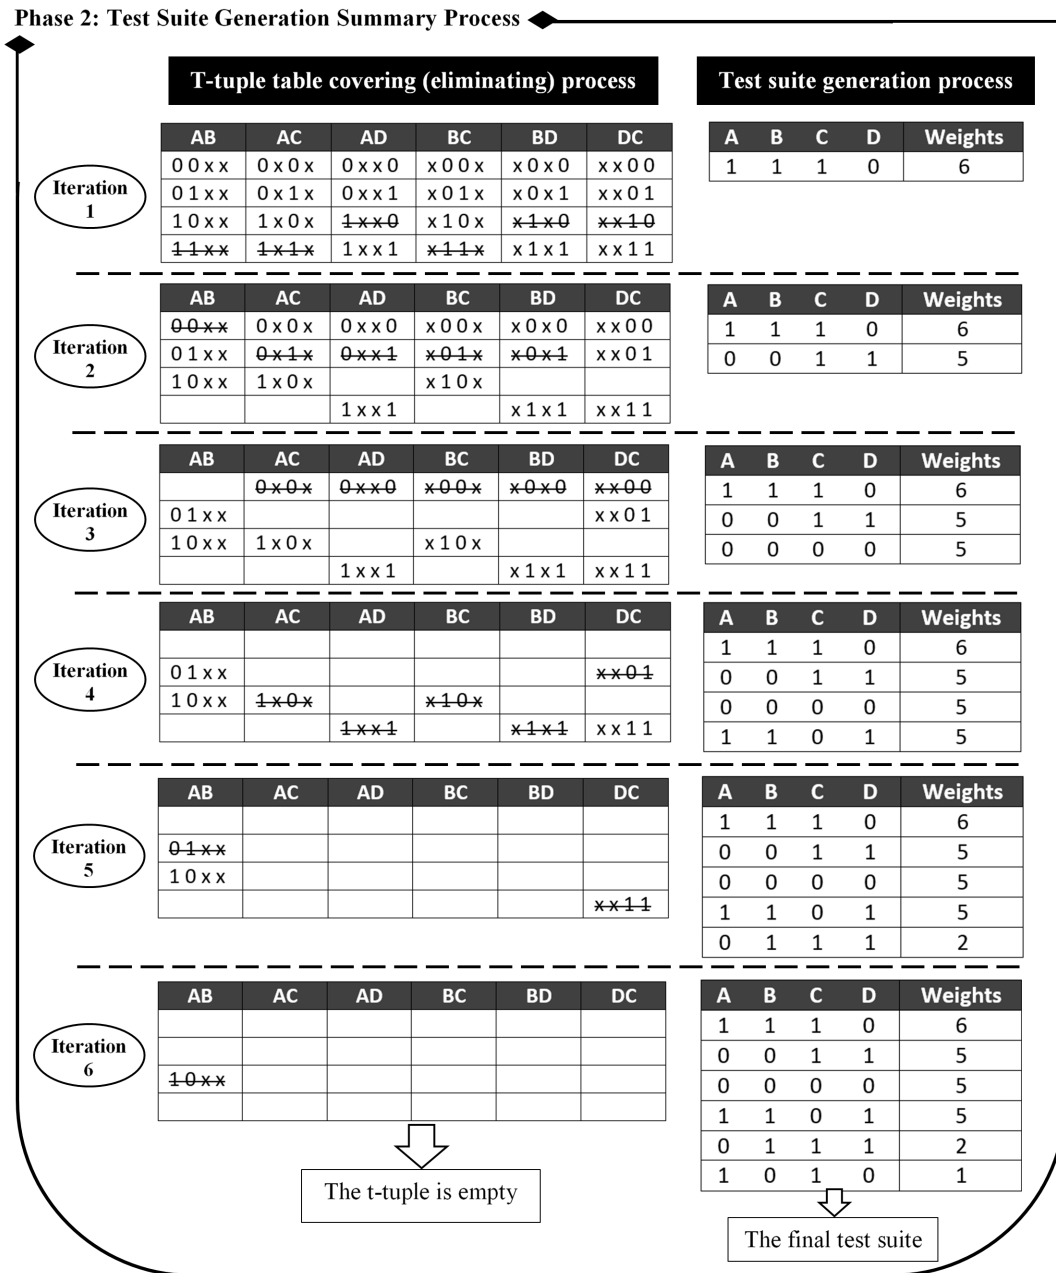 Phase 2: Test Suite Generation Summary Process
T-tuple table covering (eliminating) process
Test suite generation process
Iteration
1
AB AC AD BC BD DC
0 0 x x 0 x 0 x 0 x x 0 x 0 0 x x 0 x 0 x x 0 0
0 1 x x 0 x 1 x 0 x x 1 x 0 1 x x 0 x 1 x x 0 1
1 0 x x 1 x 0 x 1 x x 0 x 1 0 x x 1 x 0 x x 1 0
1 1 x x 1 x 1 x 1 x x 1 x 1 1 x x 1 x 1 x x 1 1
A B C D Weights
1 1 1 0 6
Iteration
2
AB AC AD BC BD DC
0 0 x x 0 x 0 x 0 x x 0 x 0 0 x x 0 x 0 x x 0 0
0 1 x x 0 x 1 x 0 x x 1 x 0 1 x x 0 x 1 x x 0 1
1 0 x x 1 x 0 x x 1 0 x
1 x x 1 x 1 x 1 x x 1 1
A B C D Weights
1 1 1 0 6
0 0 1 1 5
Iteration
3
AB AC AD BC BD DC
0 x 0 x 0 x x 0 x 0 0 x x 0 x 0 x x 0 0
0 1 x x x x 0 1
1 0 x x 1 x 0 x x 1 0 x
1 x x 1 x 1 x 1 x x 1 1
A B C D Weights
1 1 1 0 6
0 0 1 1 5
0 0 0 0 5
Iteration
4
AB AC AD BC BD DC
0 1 x x x x 0 1
1 0 x x 1 x 0 x x 1 0 x
1 x x 1 x 1 x 1 x x 1 1
A B C D Weights
1 1 1 0 6
0 0 1 1 5
0 0 0 0 5
1 1 0 1 5
Iteration
5
AB AC AD BC BD DC
0 1 x x
1 0 x x
x x 1 1
A B C D Weights
1 1 1 0 6
0 0 1 1 5
0 0 0 0 5
1 1 0 1 5
0 1 1 1 2
Iteration
6
AB AC AD BC BD DC
1 0 x x
A B C D Weights
1 1 1 0 6
0 0 1 1 5
0 0 0 0 5
1 1 0 1 5
0 1 1 1 2
1 0 1 0 1
The t-tuple is empty
The final test suite